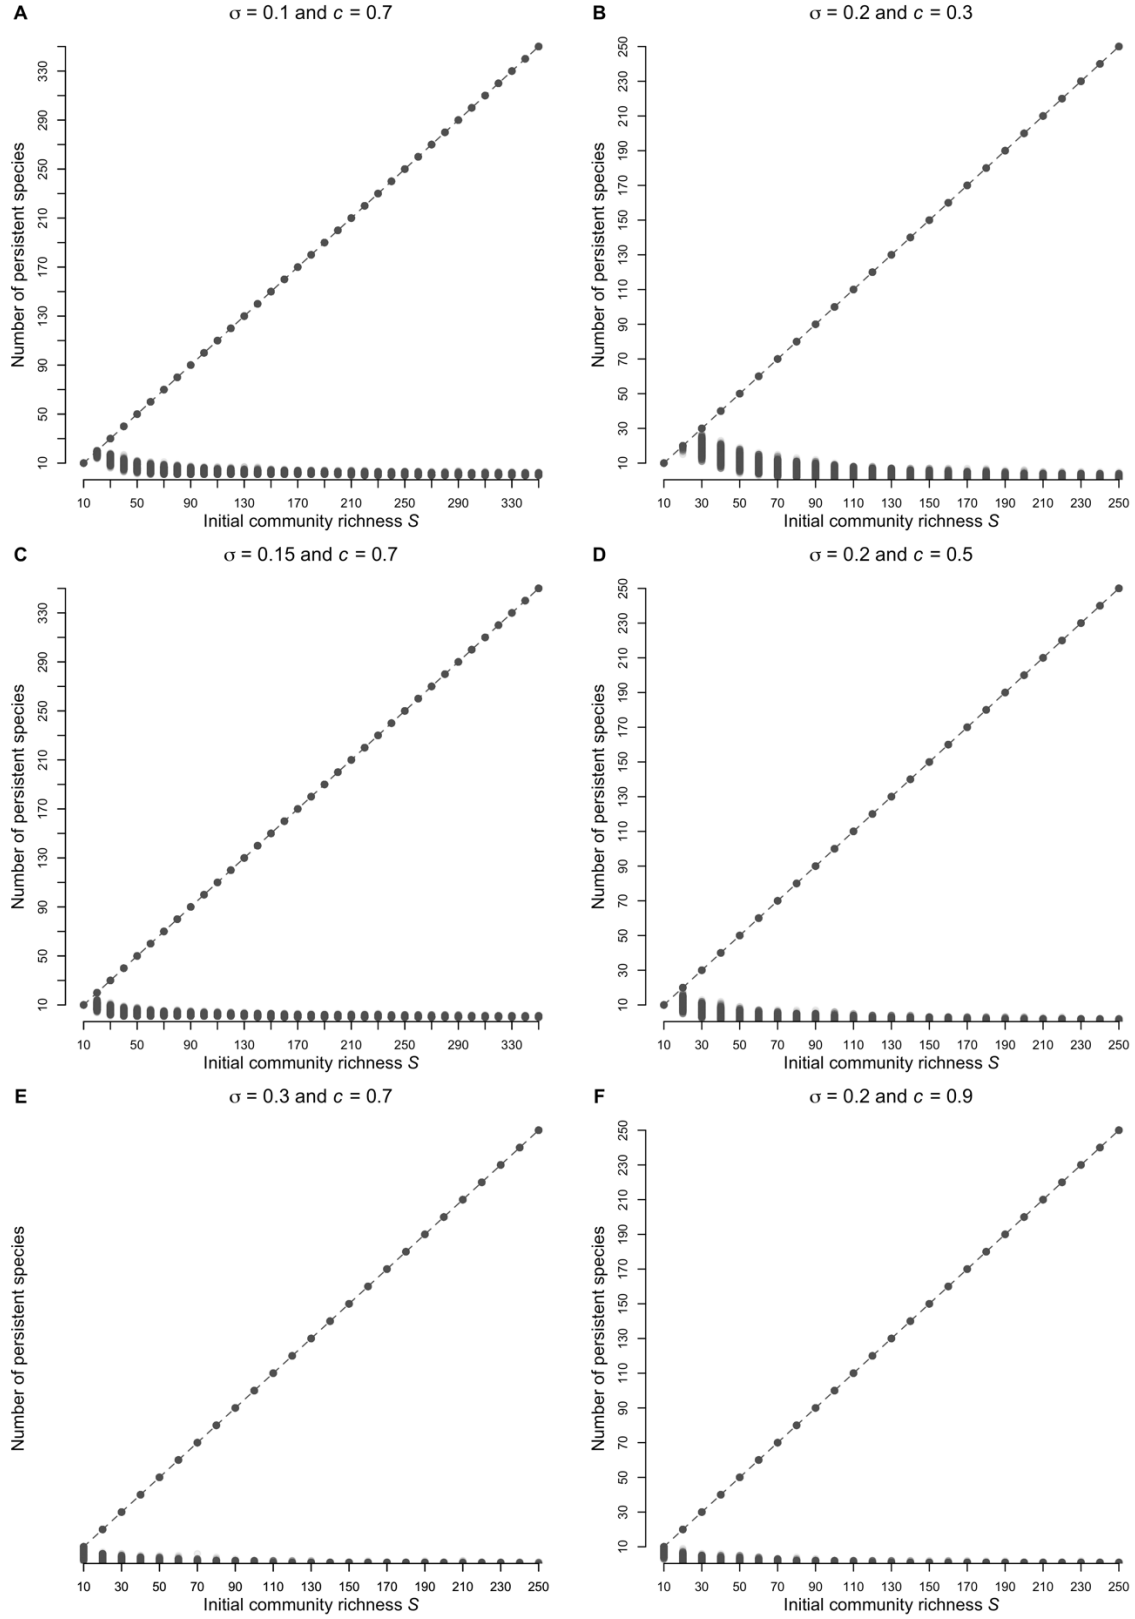 A σ = 0.1 and c = 0.7
Number of persistent species
330
290
250
210
170
130
90
50
10
10 50 90 130 170 210 250 290 330
Initial community richness S
B σ = 0.2 and c = 0.3
Number of persistent species
250
230
210
190
170
150
130
110
90
70
50
30
10
10 30 50 70 90 110 130 150 170 190 210 230 250
Initial community richness S
C σ = 0.15 and c = 0.7
Number of persistent species
330
290
250
210
170
130
90
50
10
10 50 90 130 170 210 250 290 330
Initial community richness S
D σ = 0.2 and c = 0.5
Number of persistent species
250
230
210
190
170
150
130
110
90
70
50
30
10
10 30 50 70 90 110 130 150 170 190 210 230 250
Initial community richness S
E σ = 0.3 and c = 0.7
Number of persistent species
10 30 50 70 90 110 130 150 170 190 210 230 250
Initial community richness S
F σ = 0.2 and c = 0.9
Number of persistent species
250
230
210
190
170
150
130
110
90
70
50
30
10
10 30 50 70 90 110 130 150 170 190 210 230 250
Initial community richness S